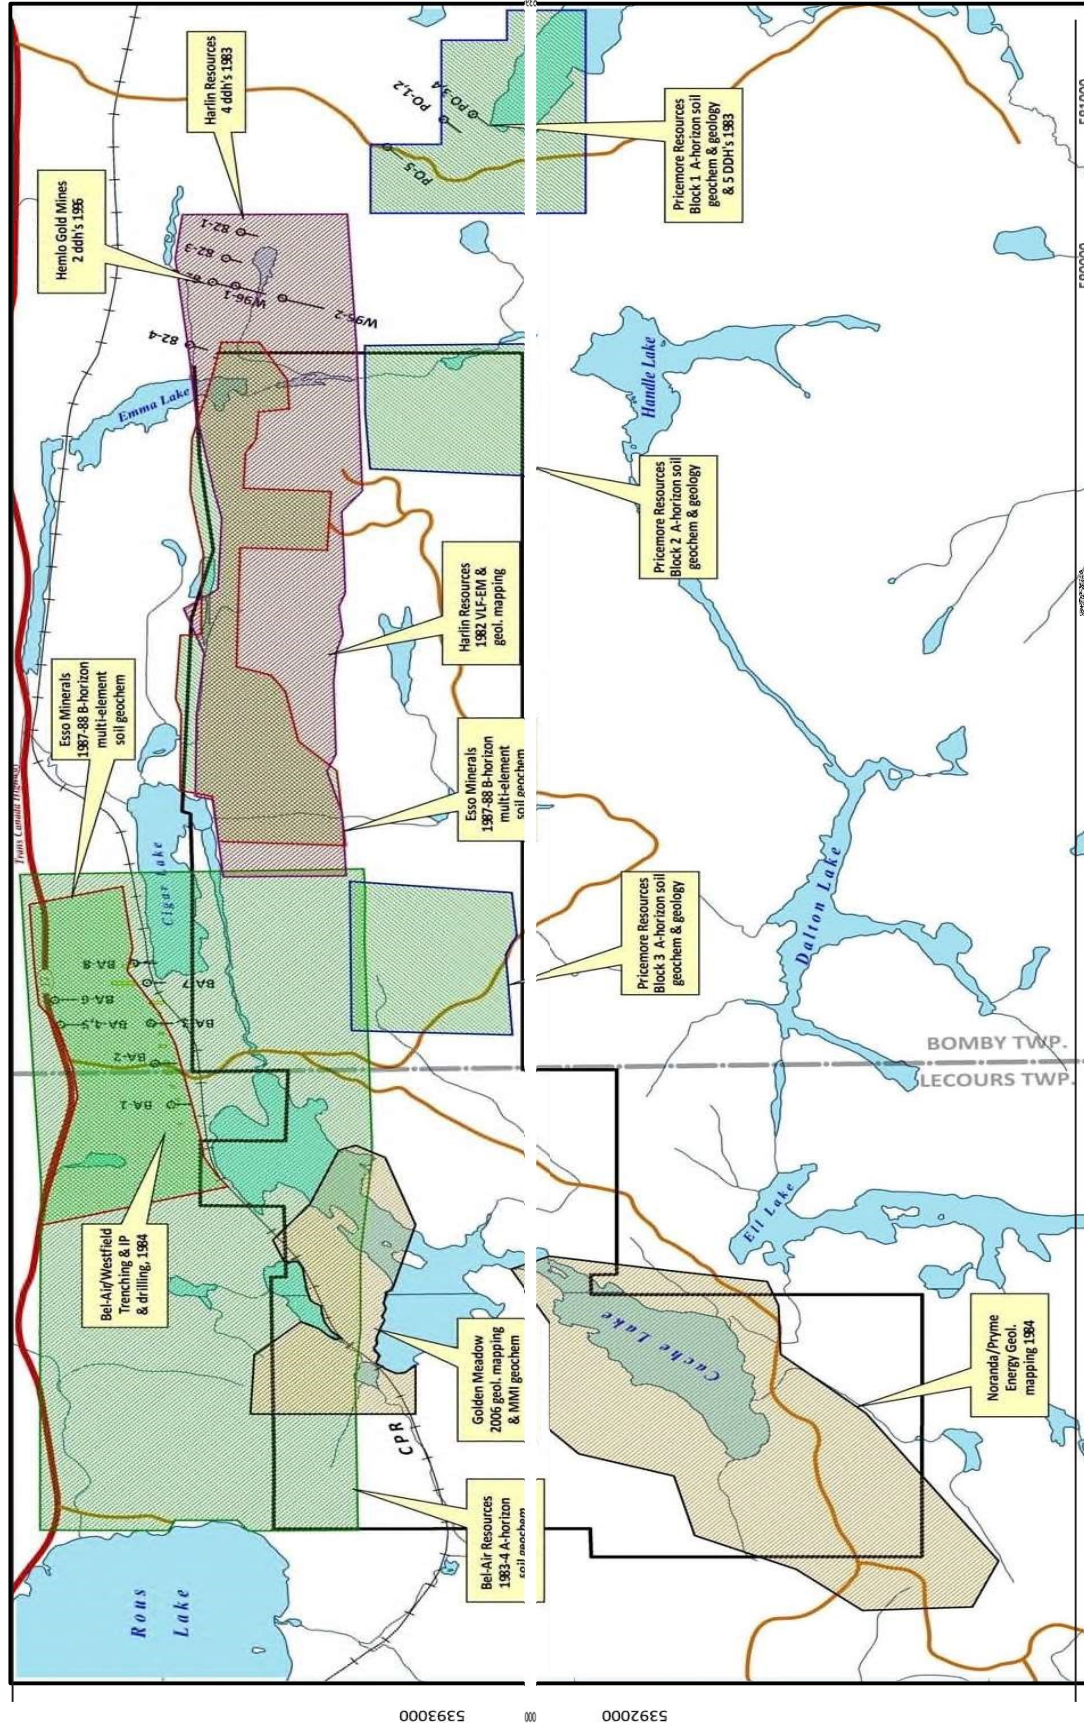 Harlin Resources
4 ddh's 1983
Hemlo Gold Mines
2 ddh's 1996
PO-1,2
PO-3,4
PO-5
Pricemore Resources
Block 1 A-horizon soil
geochem & geology
& 5 DDH's 1983
82-1
82-3
W96-1
W95-2
82-4
Emma Lake
Handle Lake
Pricemore Resources
Block 2 A-horizon soil
geochem & geology
Harlin Resources
1982 VLF-EM &
geol. mapping
Esso Minerals
1987-88 B-horizon
multi-element
soil geochem
Esso Minerals
1987-88 B-horizon
multi-element
soil geochem
Trans Canada Highway
Cigar Lake
Pricemore Resources
Block 3 A-horizon soil
geochem & geology
Dalton Lake
BA-8
BA-7
BA-6
BA-4,5
BA-3
BA-2
BA-1
BOMBY TWP.
LECOURS TWP.
Ell Lake
Bel-Air/Westfield
Trenching & IP
& drilling, 1984
Golden Meadow
2006 geol. mapping
& MMI geochem
Cache Lake
Noranda/Pryme
Energy Geol.
mapping 1984
CPR
Bel-Air Resources
1983-4 A-horizon
soil geochem
Rous
Lake
5393000
000
5392000